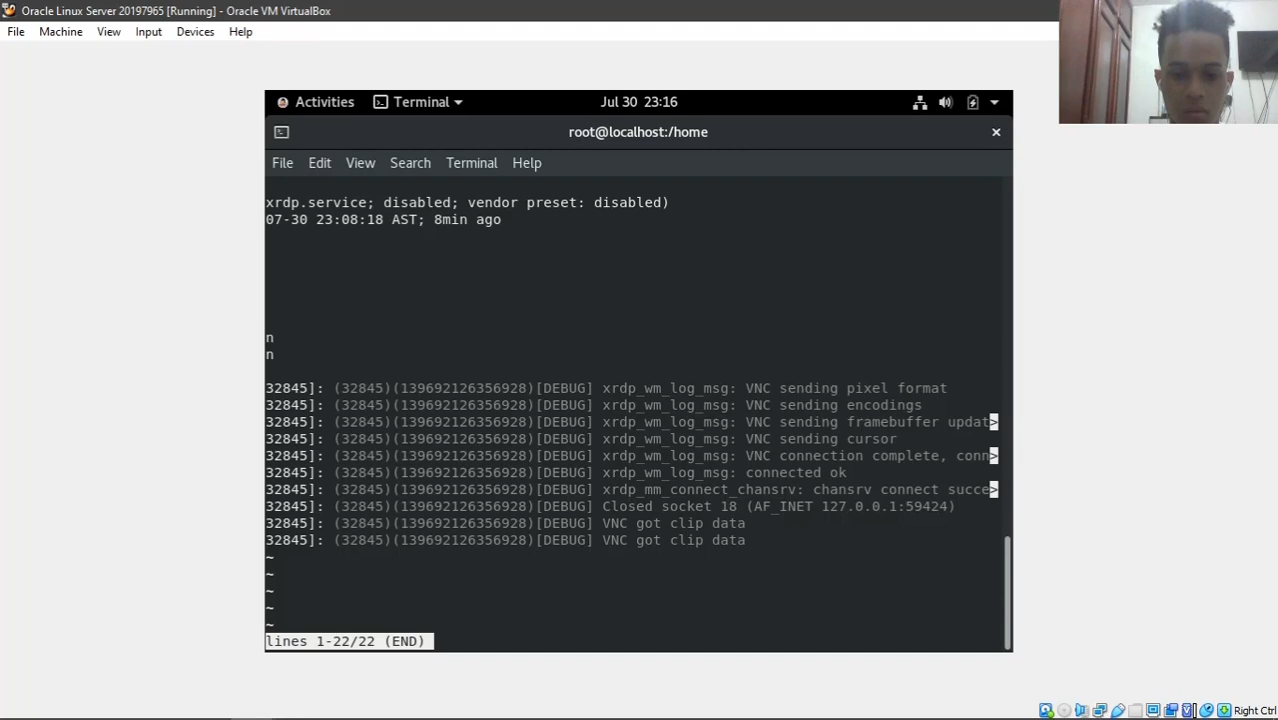 Oracle Linux Server 20197965 [Running] - Oracle VM VirtualBox
File Machine View Input Devices Help
Activities Terminal Jul 30 23:16
root@localhost:/home
File Edit View Search Terminal Help
xrdp.service; disabled; vendor preset: disabled)
07-30 23:08:18 AST; 8min ago
n
n
32845]: (32845)(139692126356928)[DEBUG] xrdp_wm_log_msg: VNC sending pixel format
32845]: (32845)(139692126356928)[DEBUG] xrdp_wm_log_msg: VNC sending encodings
32845]: (32845)(139692126356928)[DEBUG] xrdp_wm_log_msg: VNC sending framebuffer updat>
32845]: (32845)(139692126356928)[DEBUG] xrdp_wm_log_msg: VNC sending cursor
32845]: (32845)(139692126356928)[DEBUG] xrdp_wm_log_msg: VNC connection complete, conn>
32845]: (32845)(139692126356928)[DEBUG] xrdp_wm_log_msg: connected ok
32845]: (32845)(139692126356928)[DEBUG] xrdp_mm_connect_chansrv: chansrv connect succe>
32845]: (32845)(139692126356928)[DEBUG] Closed socket 18 (AF_INET 127.0.0.1:59424)
32845]: (32845)(139692126356928)[DEBUG] VNC got clip data
32845]: (32845)(139692126356928)[DEBUG] VNC got clip data
~
~
~
~
~
lines 1-22/22 (END)
Right Ctrl